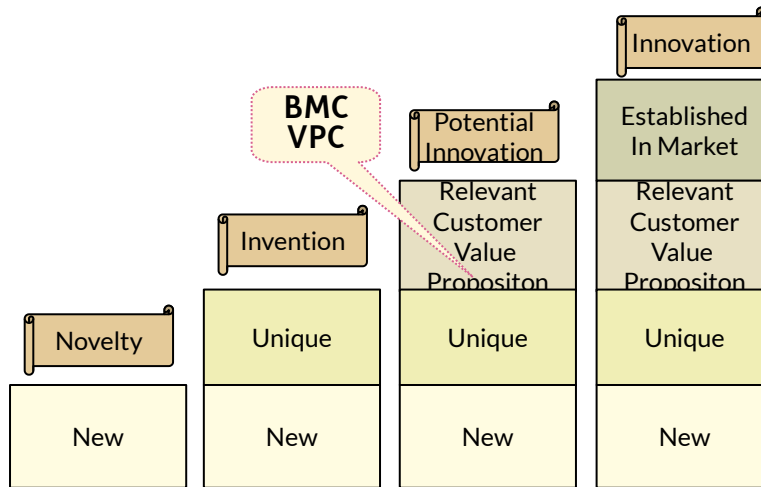 Innovation
BMC
VPC
Potential
Innovation
Established
In Market
Relevant
Customer
Value
Propositon
Relevant
Customer
Value
Propositon
Invention
Novelty
Unique
Unique
Unique
New
New
New
New